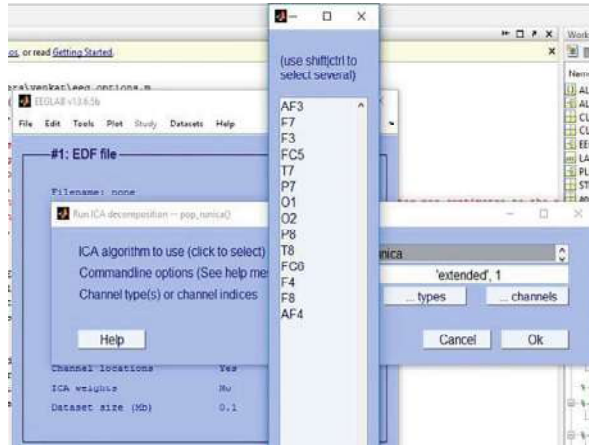 os, or read Getting Started.
Work
Name
(use shift|ctrl to
select several)
AF3
F7
F3
FC5
T7
P7
O1
O2
P8
T8
FC6
F4
F8
AF4
EEGLAB v13.6.5b
File Edit Tools Plot Study Datasets Help
#1: EDF file
Filename: none
Run ICA decomposition -- pop_runica()
ICA algorithm to use (click to select)
Commandline options (See help mes
'extended', 1
Channel type(s) or channel indices
... types
... channels
Help
Cancel
Ok
Channel locations Yes
ICA weights No
Dataset size (Mb) 0.1